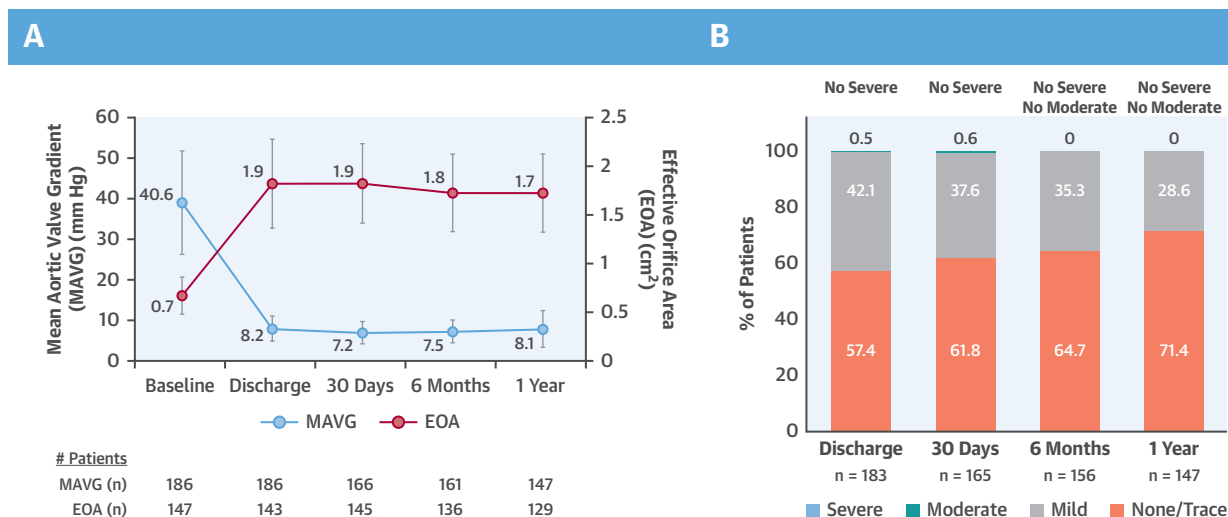 A
B
Mean Aortic Valve Gradient
(MAVG) (mm Hg)
60
50
40
30
20
10
0
40.6
0.7
1.9
1.9
1.8
1.7
8.2
7.2
7.5
8.1
2.5
2
1.5
1
0.5
0
Effective Orifice Area
(EOA) (cm²)
Baseline Discharge 30 Days 6 Months 1 Year
MAVG EOA
# Patients
MAVG (n) 186 186 166 161 147
EOA (n) 147 143 145 136 129
No Severe No Severe No Severe No Severe
No Moderate No Moderate
% of Patients
100
80
60
40
20
0
0.5 0.6 0 0
42.1 37.6 35.3 28.6
57.4 61.8 64.7 71.4
Discharge 30 Days 6 Months 1 Year
n = 183 n = 165 n = 156 n = 147
Severe Moderate Mild None/Trace